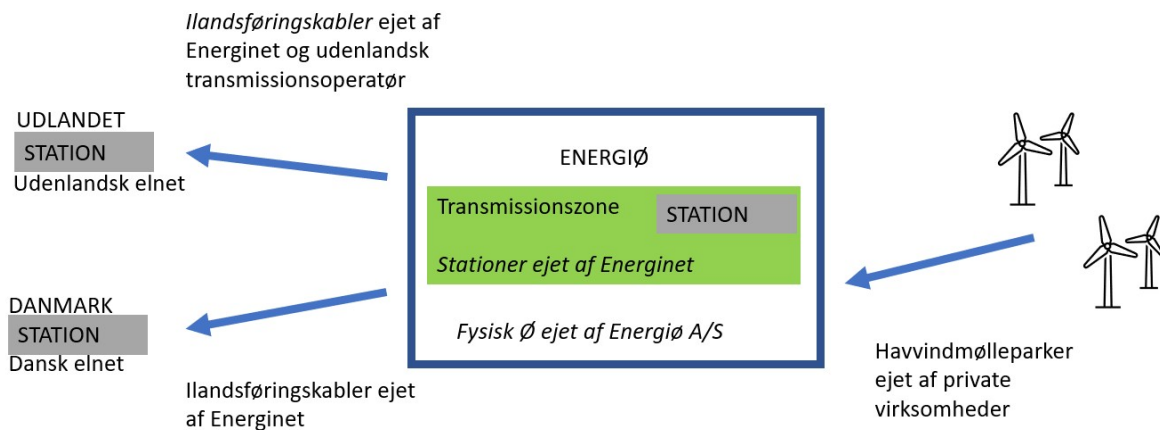 Ilandsføringskabler ejet af
Energinet og udenlandsk
transmissionsoperatør
UDLANDET
STATION
Udenlandsk elnet
ENERGIØ
Transmissionszone
STATION
Stationer ejet af Energinet
Fysisk Ø ejet af Energiø A/S
DANMARK
STATION
Dansk elnet
Ilandsføringskabler ejet
af Energinet
Havvindmølleparker
ejet af private
virksomheder